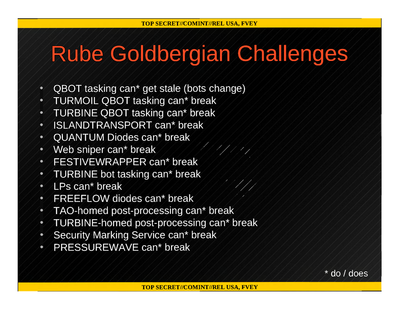 TOP SECRET//COMINT//REL USA, FVEY
Rube Goldbergian Challenges
• QBOT tasking can* get stale (bots change)
• TURMOIL QBOT tasking can* break
• TURBINE QBOT tasking can* break
• ISLANDTRANSPORT can* break
• QUANTUM Diodes can* break
• Web sniper can* break
• FESTIVEWRAPPER can* break
• TURBINE bot tasking can* break
• LPs can* break
• FREEFLOW diodes can* break
• TAO-homed post-processing can* break
• TURBINE-homed post-processing can* break
• Security Marking Service can* break
• PRESSUREWAVE can* break
* do / does
TOP SECRET//COMINT//REL USA, FVEY